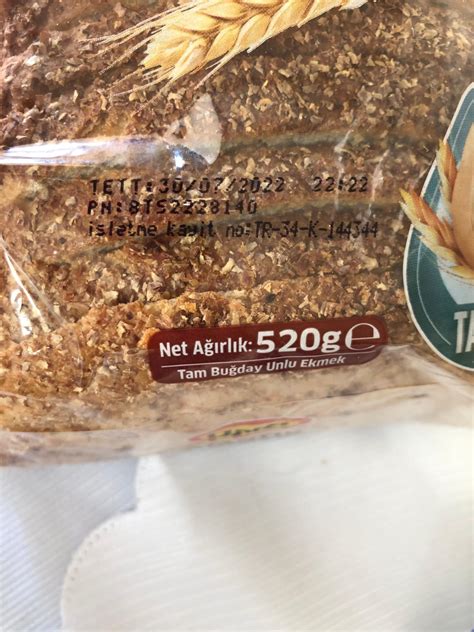 TETT:30/07/2022 22:22
PN:BTS2228140
işletme kayıt no:TR-34-K-144344
Net Ağırlık: 520g ℮
Tam Buğday Unlu Ekmek
TA